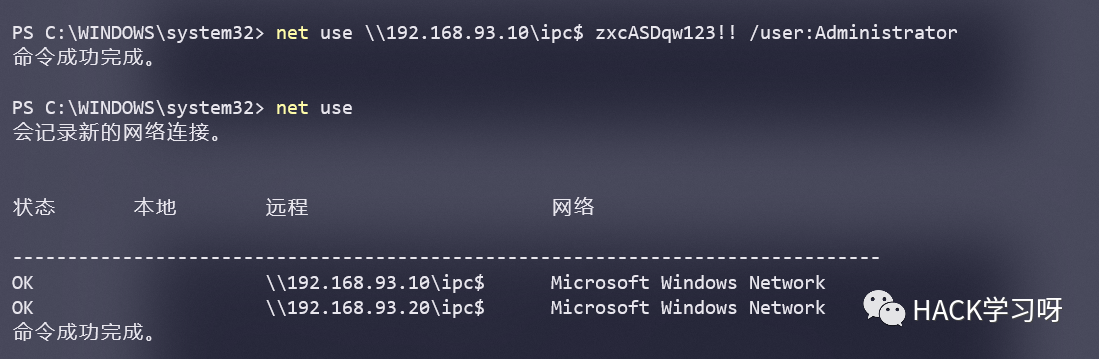 PS C:\WINDOWS\system32> net use \\192.168.93.10\ipc$ zxcASDqw123!! /user:Administrator
命令成功完成。
PS C:\WINDOWS\system32> net use
会记录新的网络连接。
状态 本地 远程 网络
-------------------------------------------------------------------------------
OK \\192.168.93.10\ipc$ Microsoft Windows Network
OK \\192.168.93.20\ipc$ Microsoft Windows Network
命令成功完成。
HACK学习呀